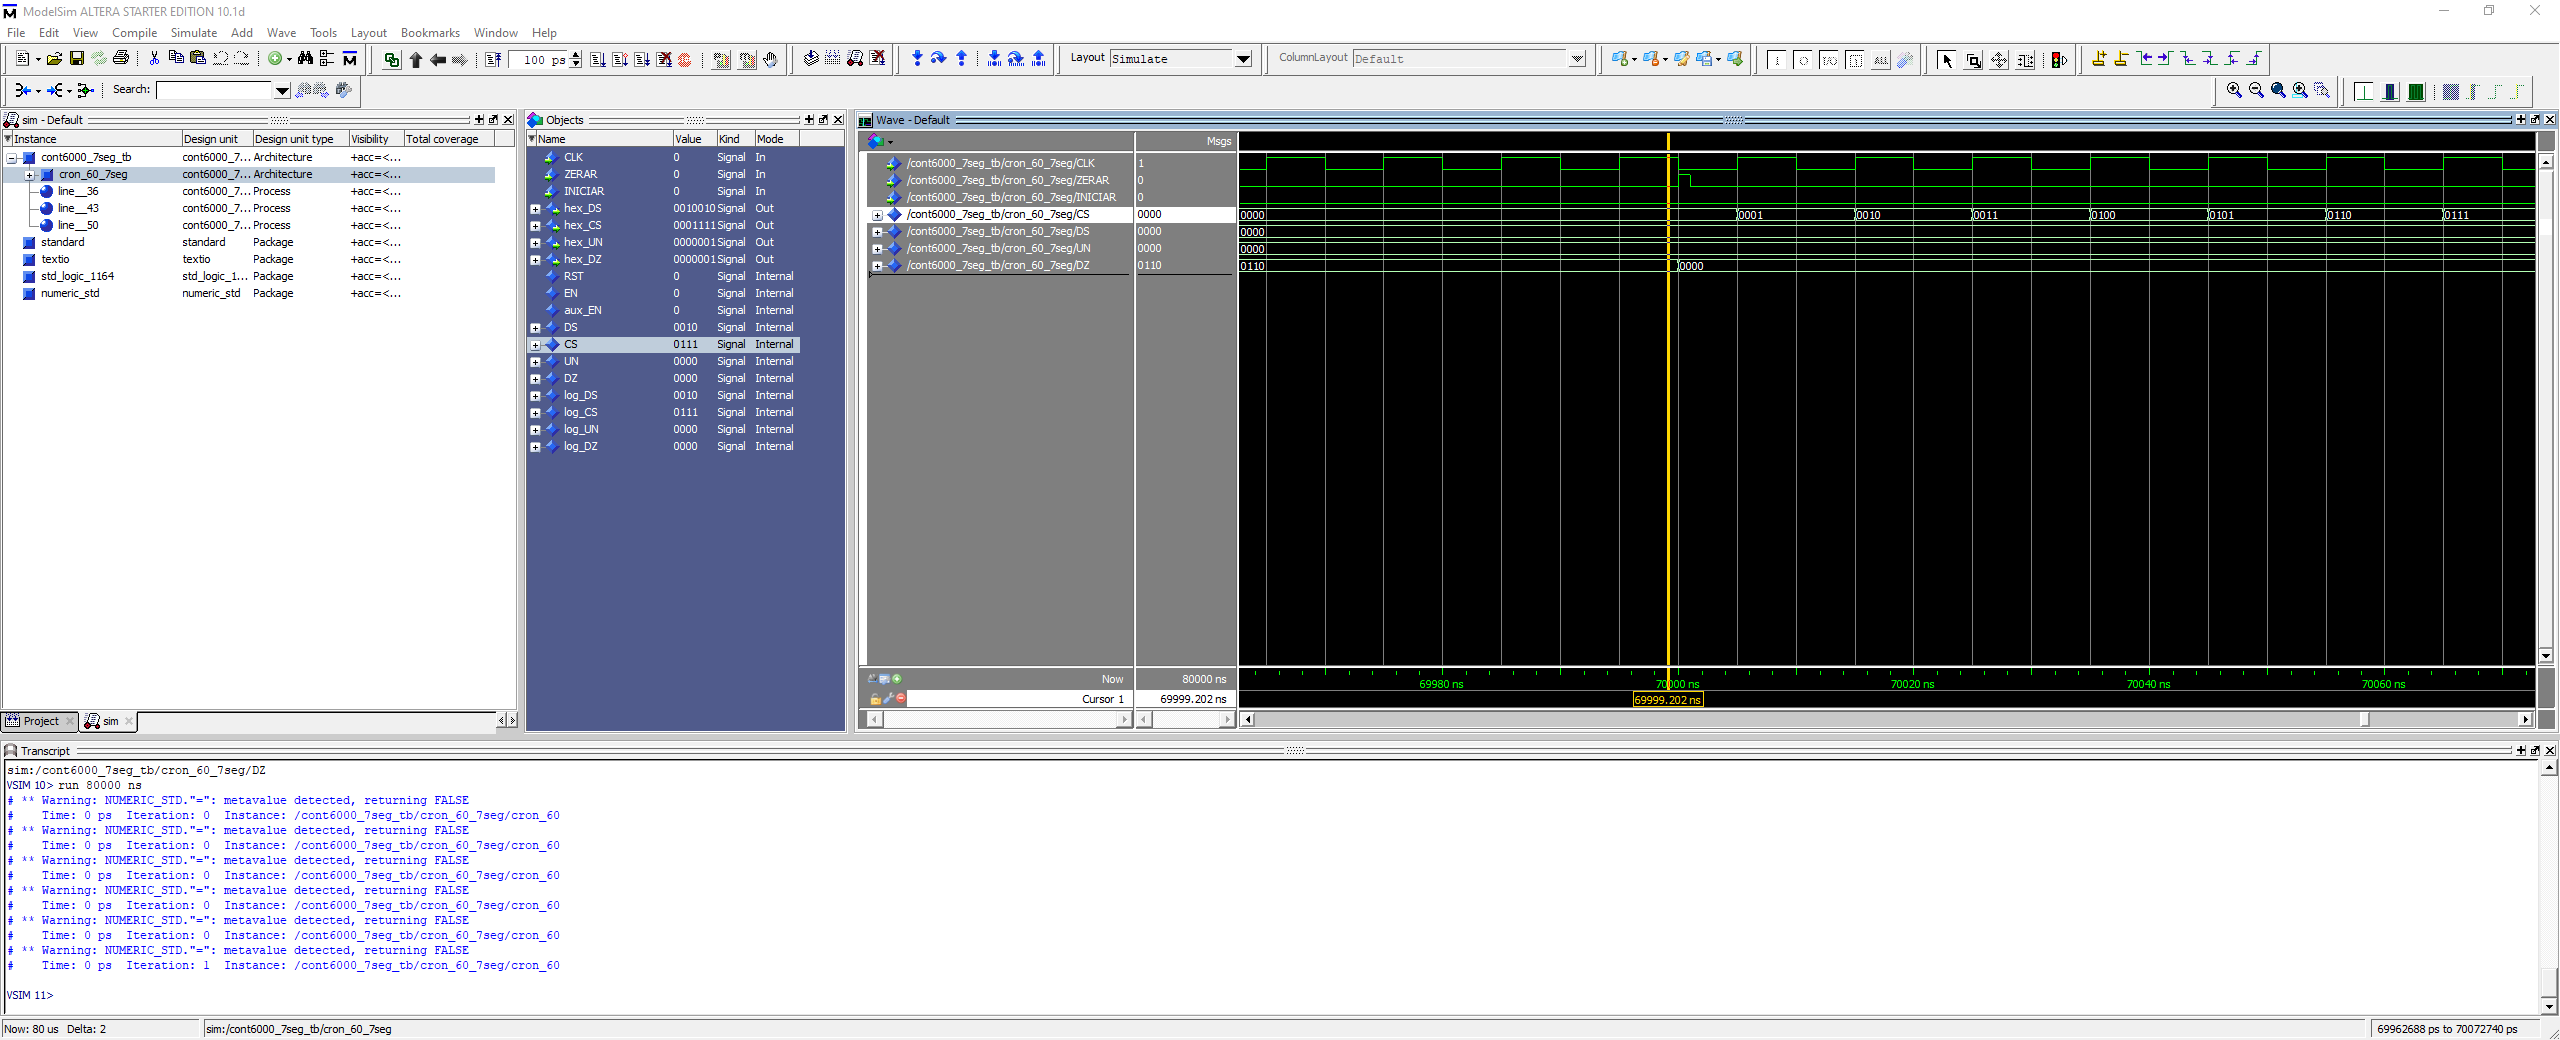 ModelSim ALTERA STARTER EDITION 10.1d
File Edit View Compile Simulate Add Wave Tools Layout Bookmarks Window Help
100 ps
Layout Simulate
ColumnLayout Default
Search:
sim - Default
Instance Design unit Design unit type Visibility Total coverage
cont6000_7seg_tb cont6000_7... Architecture +acc=<...
cron_60_7seg cont6000_7... Architecture +acc=<...
line__36 cont6000_7... Process +acc=<...
line__43 cont6000_7... Process +acc=<...
line__50 cont6000_7... Process +acc=<...
standard standard Package +acc=<...
textio textio Package +acc=<...
std_logic_1164 std_logic_1... Package +acc=<...
numeric_std numeric_std Package +acc=<...
Project sim
Objects
Name Value Kind Mode
CLK 0 Signal In
ZERAR 0 Signal In
INICIAR 0 Signal In
hex_DS 0010010 Signal Out
hex_CS 0001111 Signal Out
hex_UN 0000001 Signal Out
hex_DZ 0000001 Signal Out
RST 0 Signal Internal
EN 0 Signal Internal
aux_EN 0 Signal Internal
DS 0010 Signal Internal
CS 0111 Signal Internal
UN 0000 Signal Internal
DZ 0000 Signal Internal
log_DS 0010 Signal Internal
log_CS 0111 Signal Internal
log_UN 0000 Signal Internal
log_DZ 0000 Signal Internal
Wave - Default
Msgs
/cont6000_7seg_tb/cron_60_7seg/CLK 1
/cont6000_7seg_tb/cron_60_7seg/ZERAR 0
/cont6000_7seg_tb/cron_60_7seg/INICIAR 0
/cont6000_7seg_tb/cron_60_7seg/CS 0000 0000 0001 0010 0011 0100 0101 0110 0111
/cont6000_7seg_tb/cron_60_7seg/DS 0000 0000
/cont6000_7seg_tb/cron_60_7seg/UN 0000 0000
/cont6000_7seg_tb/cron_60_7seg/DZ 0110 0110 0000
Now 80000 ns 69980 ns 70000 ns 70020 ns 70040 ns 70060 ns
Cursor 1 69999.202 ns 69999.202 ns
Transcript
sim:/cont6000_7seg_tb/cron_60_7seg/DZ
VSIM 10> run 80000 ns
# ** Warning: NUMERIC_STD."=": metavalue detected, returning FALSE
# Time: 0 ps Iteration: 0 Instance: /cont6000_7seg_tb/cron_60_7seg/cron_60
# ** Warning: NUMERIC_STD."=": metavalue detected, returning FALSE
# Time: 0 ps Iteration: 0 Instance: /cont6000_7seg_tb/cron_60_7seg/cron_60
# ** Warning: NUMERIC_STD."=": metavalue detected, returning FALSE
# Time: 0 ps Iteration: 0 Instance: /cont6000_7seg_tb/cron_60_7seg/cron_60
# ** Warning: NUMERIC_STD."=": metavalue detected, returning FALSE
# Time: 0 ps Iteration: 0 Instance: /cont6000_7seg_tb/cron_60_7seg/cron_60
# ** Warning: NUMERIC_STD."=": metavalue detected, returning FALSE
# Time: 0 ps Iteration: 0 Instance: /cont6000_7seg_tb/cron_60_7seg/cron_60
# ** Warning: NUMERIC_STD."=": metavalue detected, returning FALSE
# Time: 0 ps Iteration: 1 Instance: /cont6000_7seg_tb/cron_60_7seg/cron_60
VSIM 11>
Now: 80 us Delta: 2 sim:/cont6000_7seg_tb/cron_60_7seg 69962688 ps to 70072740 ps